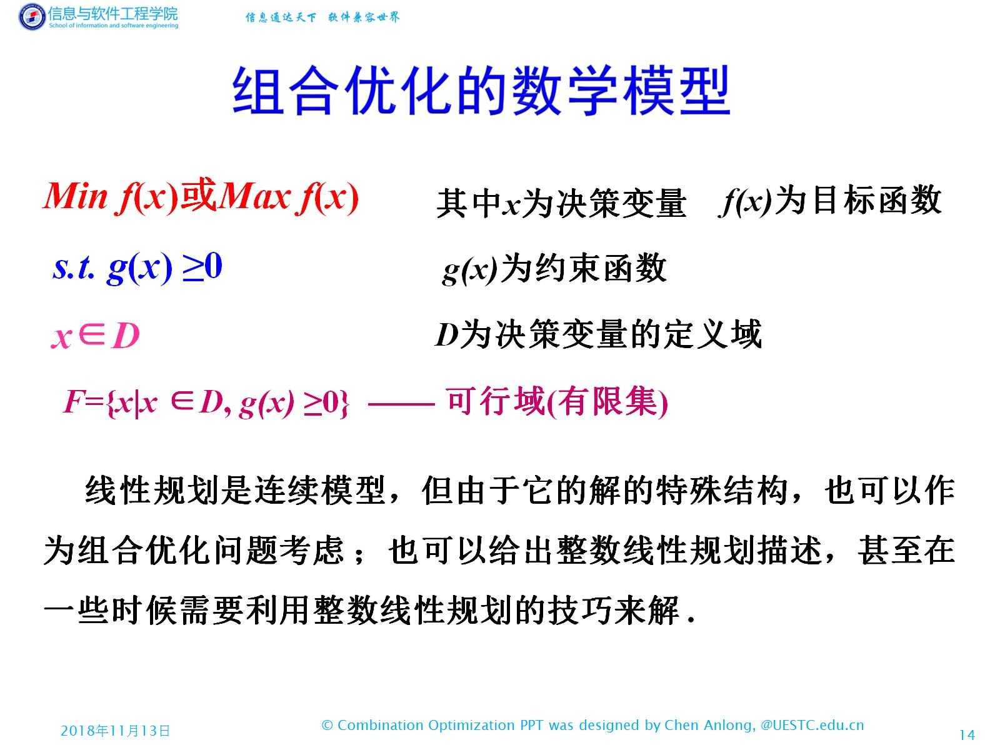 信息与软件工程学院
School of information and software engineering
信息通达天下 软件兼容世界
组合优化的数学模型
Min f(x)或Max f(x)
其中x为决策变量 f(x)为目标函数
s.t. g(x) ≥0
g(x)为约束函数
x∈D
D为决策变量的定义域
F={x|x ∈D, g(x) ≥0} —— 可行域(有限集)
线性规划是连续模型，但由于它的解的特殊结构，也可以作
为组合优化问题考虑；也可以给出整数线性规划描述，甚至在
一些时候需要利用整数线性规划的技巧来解.
2018年11月13日
© Combination Optimization PPT was designed by Chen Anlong, @UESTC.edu.cn
14